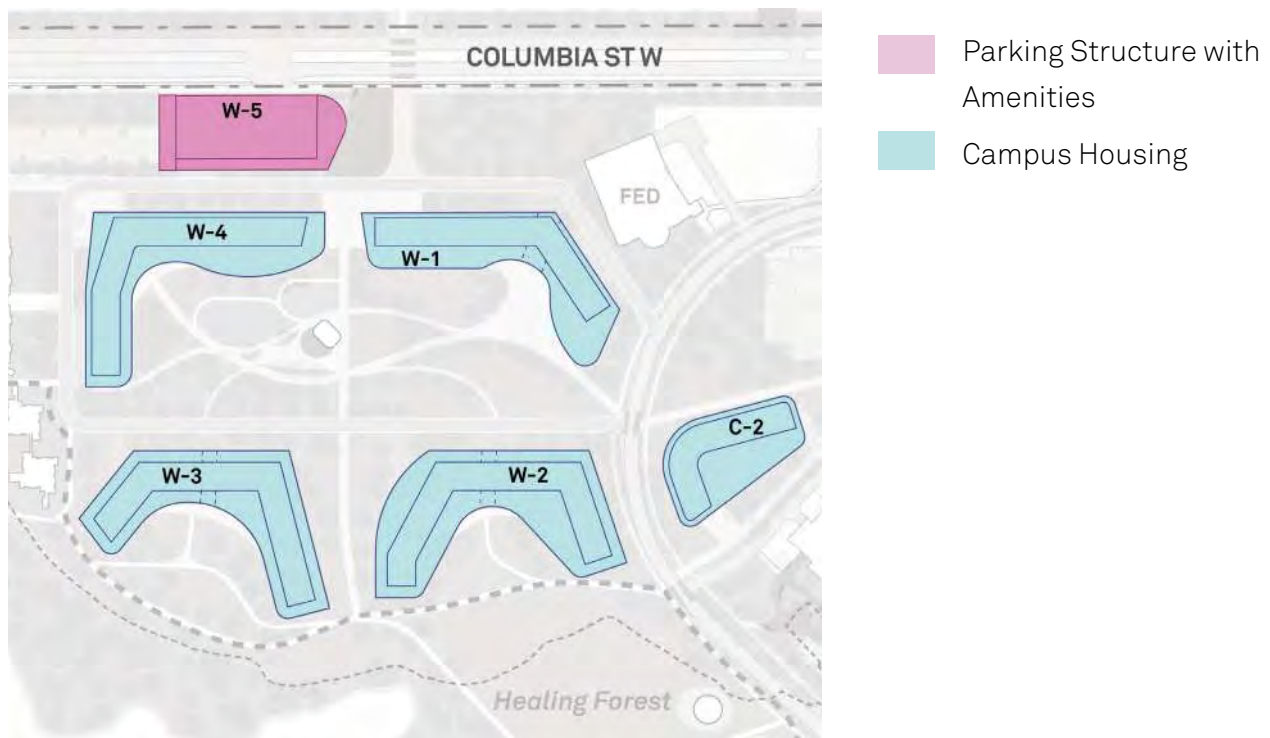 COLUMBIA ST W
W-5
FED
W-4
W-1
C-2
W-3
W-2
Healing Forest
Parking Structure with
Amenities
Campus Housing